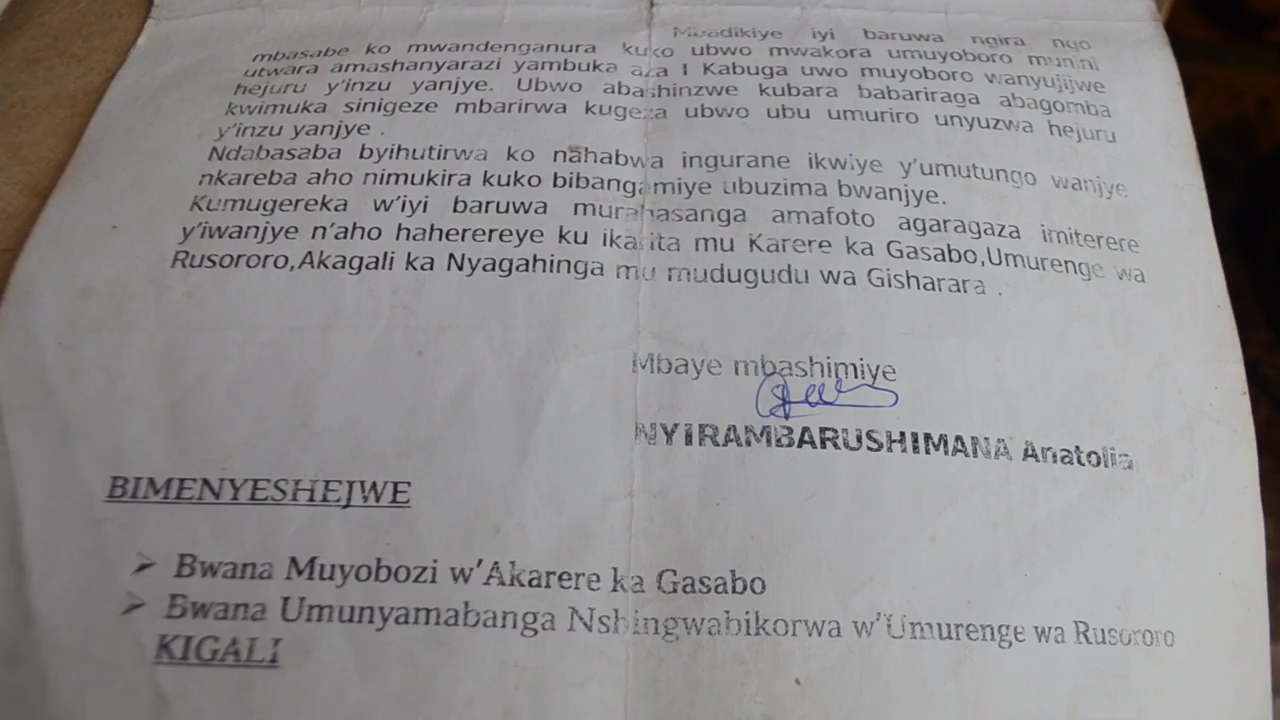 Mbadikiye iyi baruwa ngira ngo
mbasabe ko mwandenganura kuko ubwo mwakora umuyoboro munini
utwara amashanyarazi yambuka aza I Kabuga uwo muyoboro wanyujijwe
hejuru y'inzu yanjye. Ubwo abashinzwe kubara babariraga abagomba
kwimuka sinigeze mbarirwa kugeza ubwo ubu umuriro unyuzwa hejuru
y'inzu yanjye .
Ndabasaba byihutirwa ko nahabwa ingurane ikwiye y'umutungo wanjye
nkareba aho nimukira kuko bibangamiye ubuzima bwanjye.
Kumugereka w'iyi baruwa murahasanga amafoto agaragaza imiterere
y'iwanjye n'aho haherereye ku ikarita mu Karere ka Gasabo,Umurenge wa
Rusororo,Akagali ka Nyagahinga mu mudugudu wa Gisharara .
Mbaye mbashimiye
NYIRAMBARUSHIMANA Anatolia
BIMENYESHEJWE
➢ Bwana Muyobozi w'Akarere ka Gasabo
➢ Bwana Umunyamabanga Nshingwabikorwa w'Umurenge wa Rusororo
KIGALI